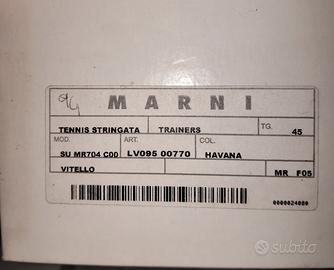 MARNI
TENNIS STRINGATA TRAINERS TG. 45
MOD. ART. COL.
SU MR704 C00 LV095 00770 HAVANA
VITELLO MR F05
0000024080
subito